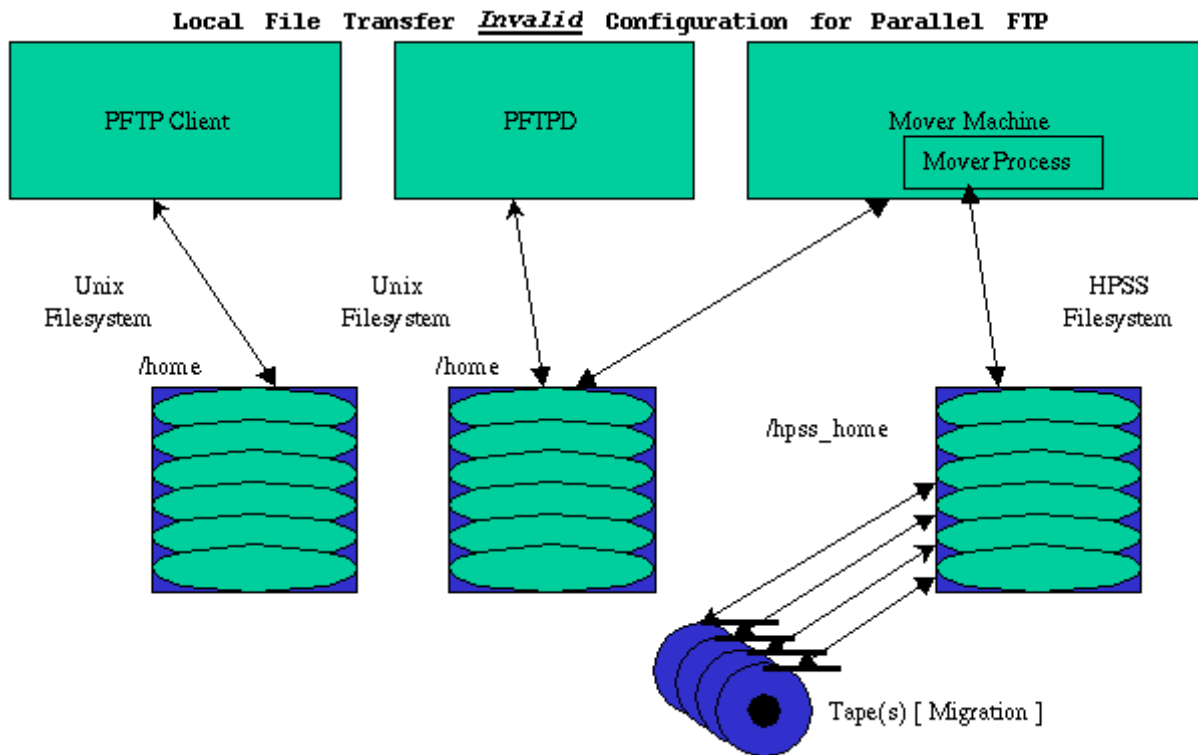 Local File Transfer Invalid Configuration for Parallel FTP
PFTP Client
PFTPD
Mover Machine
Mover Process
Unix
Filesystem
/home
Unix
Filesystem
/home
HPSS
Filesystem
/hpss_home
Tape(s) [ Migration ]